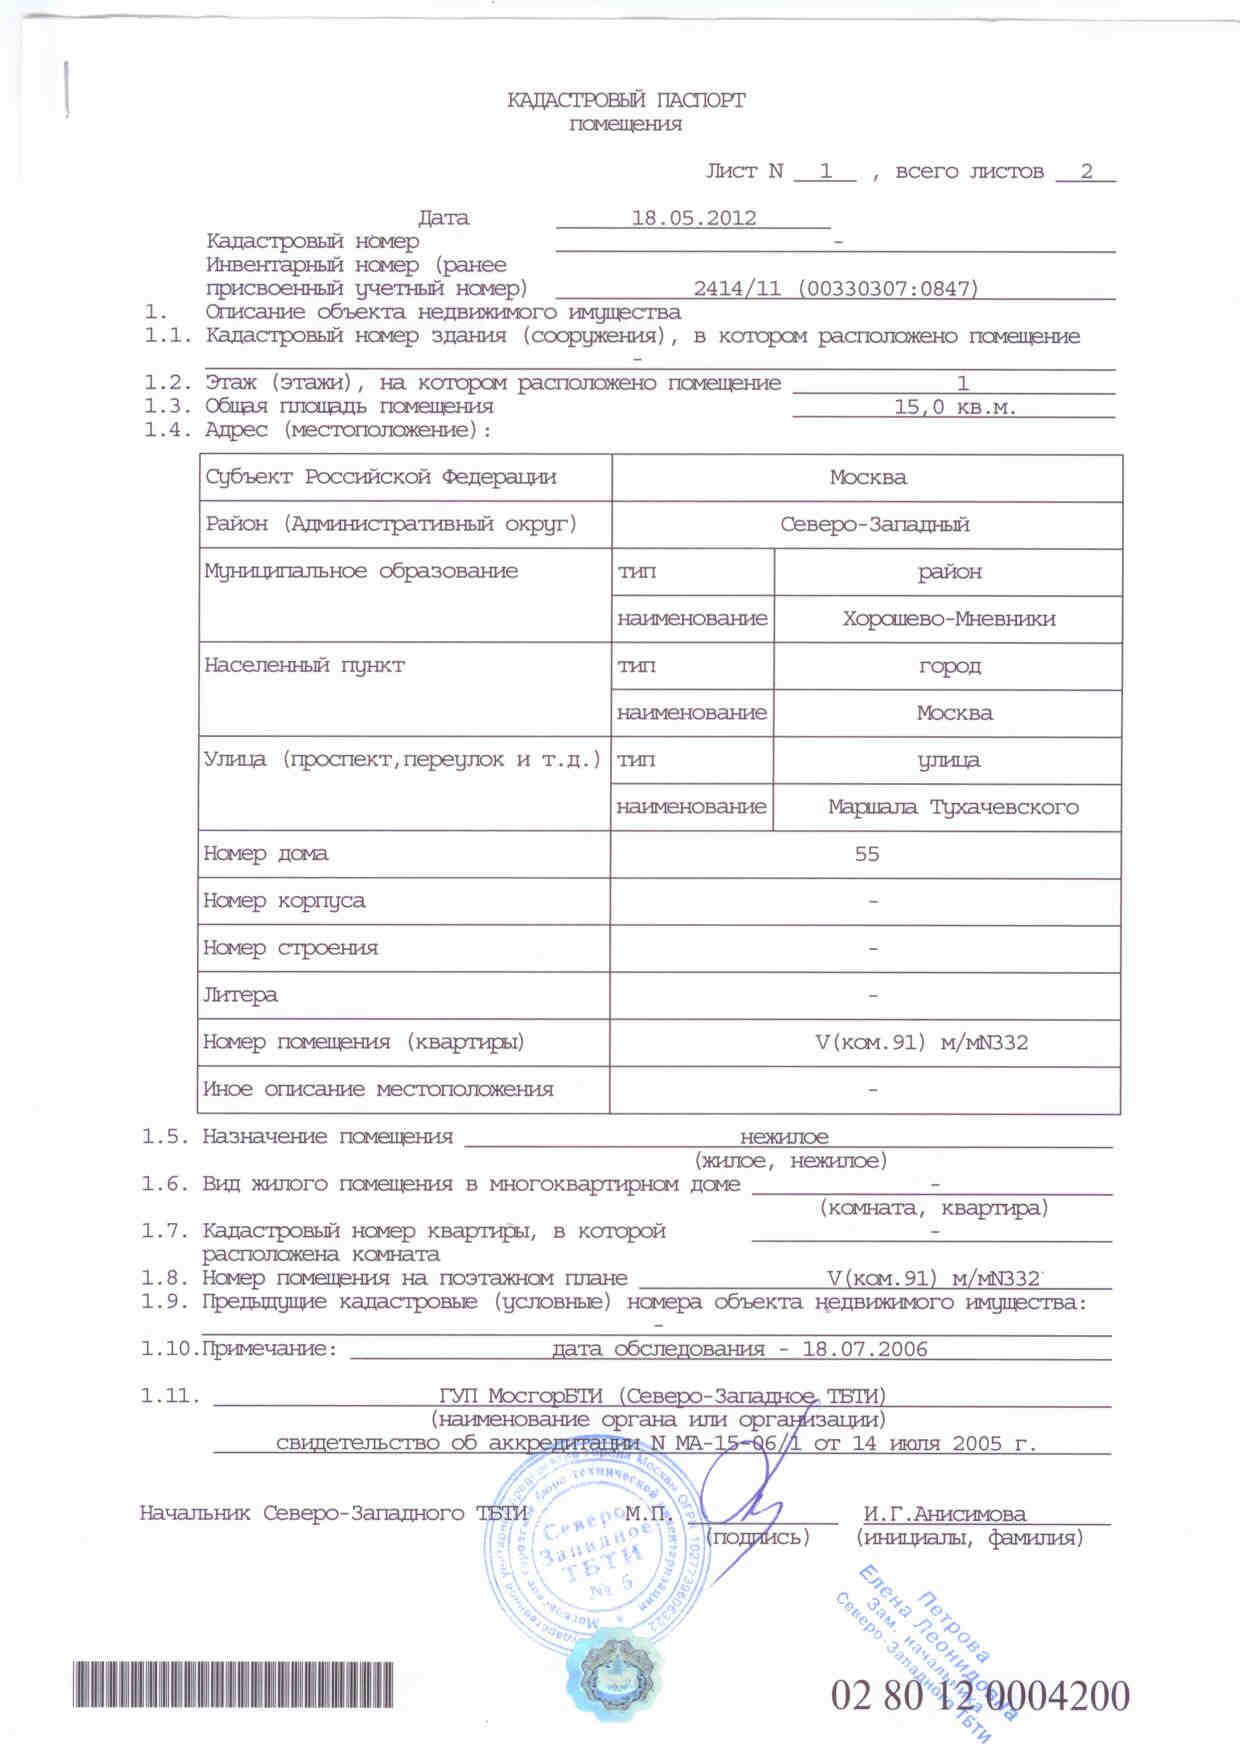 КАДАСТРОВЫЙ ПАСПОРТ
помещения
Лист N 1 , всего листов 2
Дата 18.05.2012
Кадастровый номер -
Инвентарный номер (ранее
присвоенный учетный номер) 2414/11 (00330307:0847)
1. Описание объекта недвижимого имущества
1.1. Кадастровый номер здания (сооружения), в котором расположено помещение
-
1.2. Этаж (этажи), на котором расположено помещение 1
1.3. Общая площадь помещения 15,0 кв.м.
1.4. Адрес (местоположение):
Субъект Российской Федерации Москва
Район (Административный округ) Северо-Западный
Муниципальное образование тип район
наименование Хорошево-Мневники
Населенный пункт тип город
наименование Москва
Улица (проспект,переулок и т.д.) тип улица
наименование Маршала Тухачевского
Номер дома 55
Номер корпуса -
Номер строения -
Литера -
Номер помещения (квартиры) V(ком.91) м/мN332
Иное описание местоположения -
1.5. Назначение помещения нежилое
(жилое, нежилое)
1.6. Вид жилого помещения в многоквартирном доме -
(комната, квартира)
1.7. Кадастровый номер квартиры, в которой -
расположена комната
1.8. Номер помещения на поэтажном плане V(ком.91) м/мN332
1.9. Предыдущие кадастровые (условные) номера объекта недвижимого имущества:
-
1.10.Примечание: дата обследования - 18.07.2006
1.11. ГУП МосгорБТИ (Северо-Западное ТБТИ)
(наименование органа или организации)
свидетельство об аккредитации N МА-15-06/1 от 14 июля 2005 г.
Начальник Северо-Западного ТБТИ М.П. И.Г.Анисимова
(подпись) (инициалы, фамилия)
Северо
Западное
ТБТИ
№ 5
Петрова
Елена Леонидовна
Зам. начальника
Северо-Западного ТБТИ
02 80 12 0004200